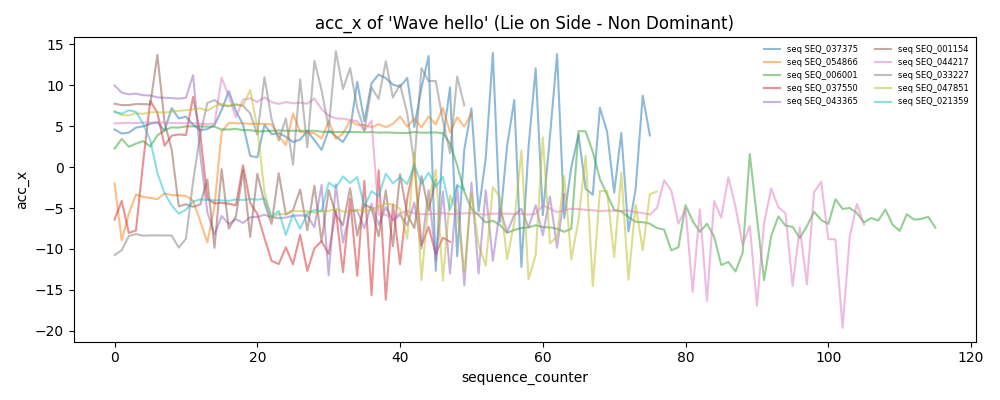 acc_x of 'Wave hello' (Lie on Side - Non Dominant)
acc_x
15
10
5
0
−5
−10
−15
−20
seq SEQ_037375
seq SEQ_054866
seq SEQ_006001
seq SEQ_037550
seq SEQ_043365
seq SEQ_001154
seq SEQ_044217
seq SEQ_033227
seq SEQ_047851
seq SEQ_021359
0 20 40 60 80 100 120
sequence_counter